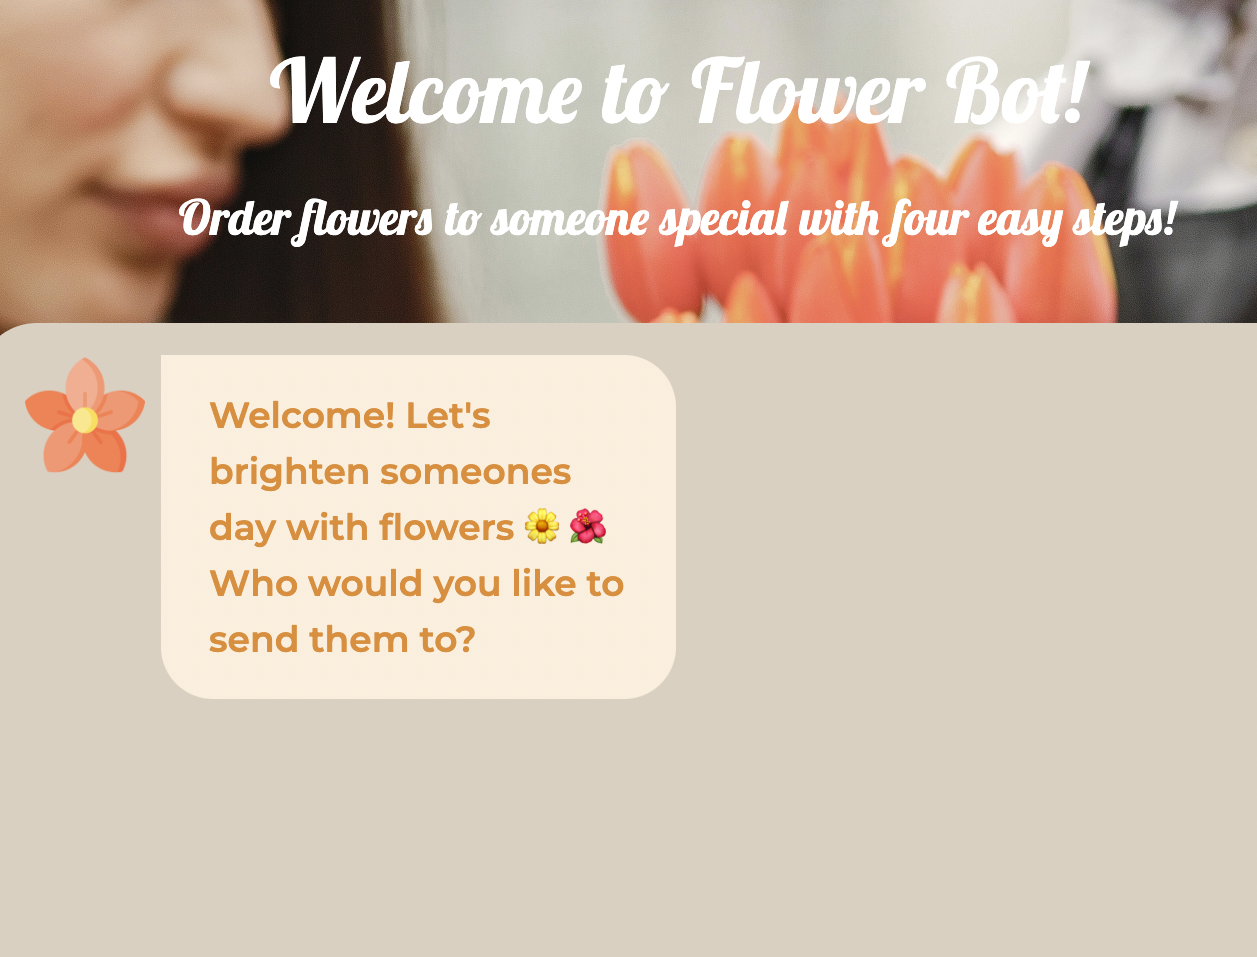 Welcome to Flower Bot!
Order flowers to someone special with four easy steps!
Welcome! Let's
brighten someones
day with flowers 🌼 🌺
Who would you like to
send them to?